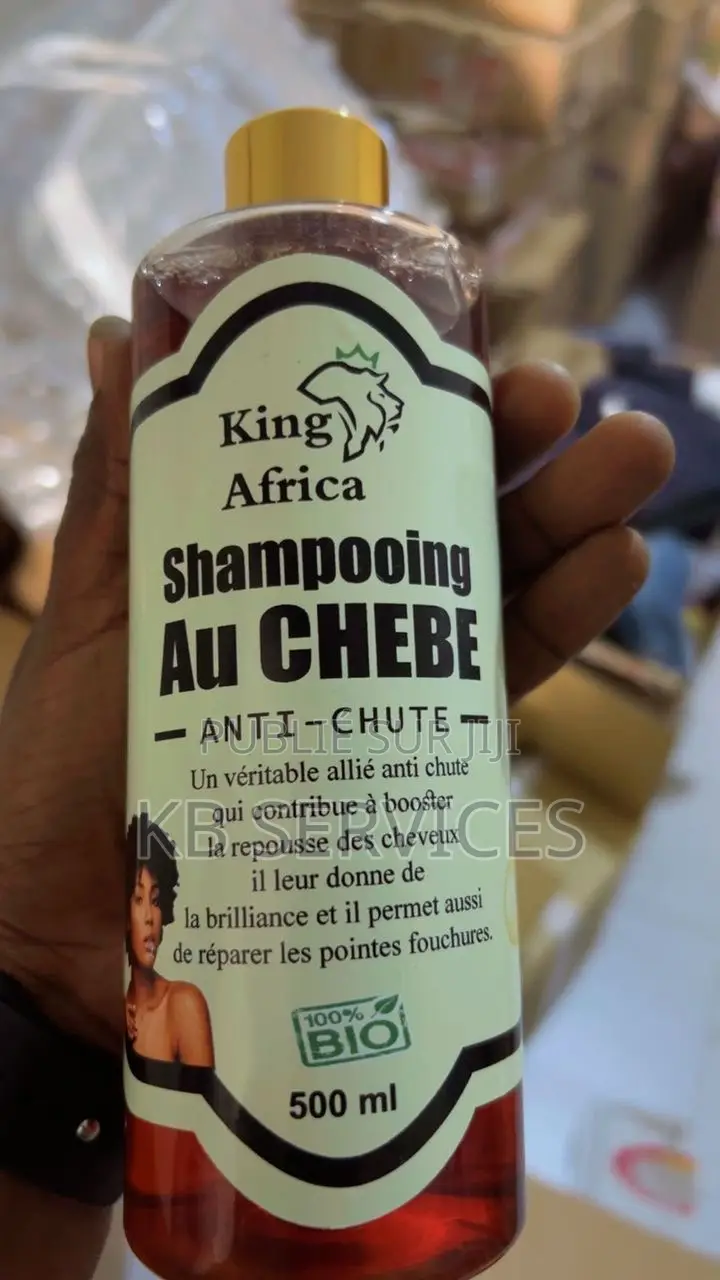 King
Africa
Shampooing
Au CHEBE
ANTI-CHUTE
PUBLIÉ SUR JIJI
Un véritable allié anti chute
qui contribue à booster
KB SERVICES
la repousse des cheveux
il leur donne de
la brilliance et il permet aussi
de réparer les pointes fouchures.
100%
BIO
500 ml